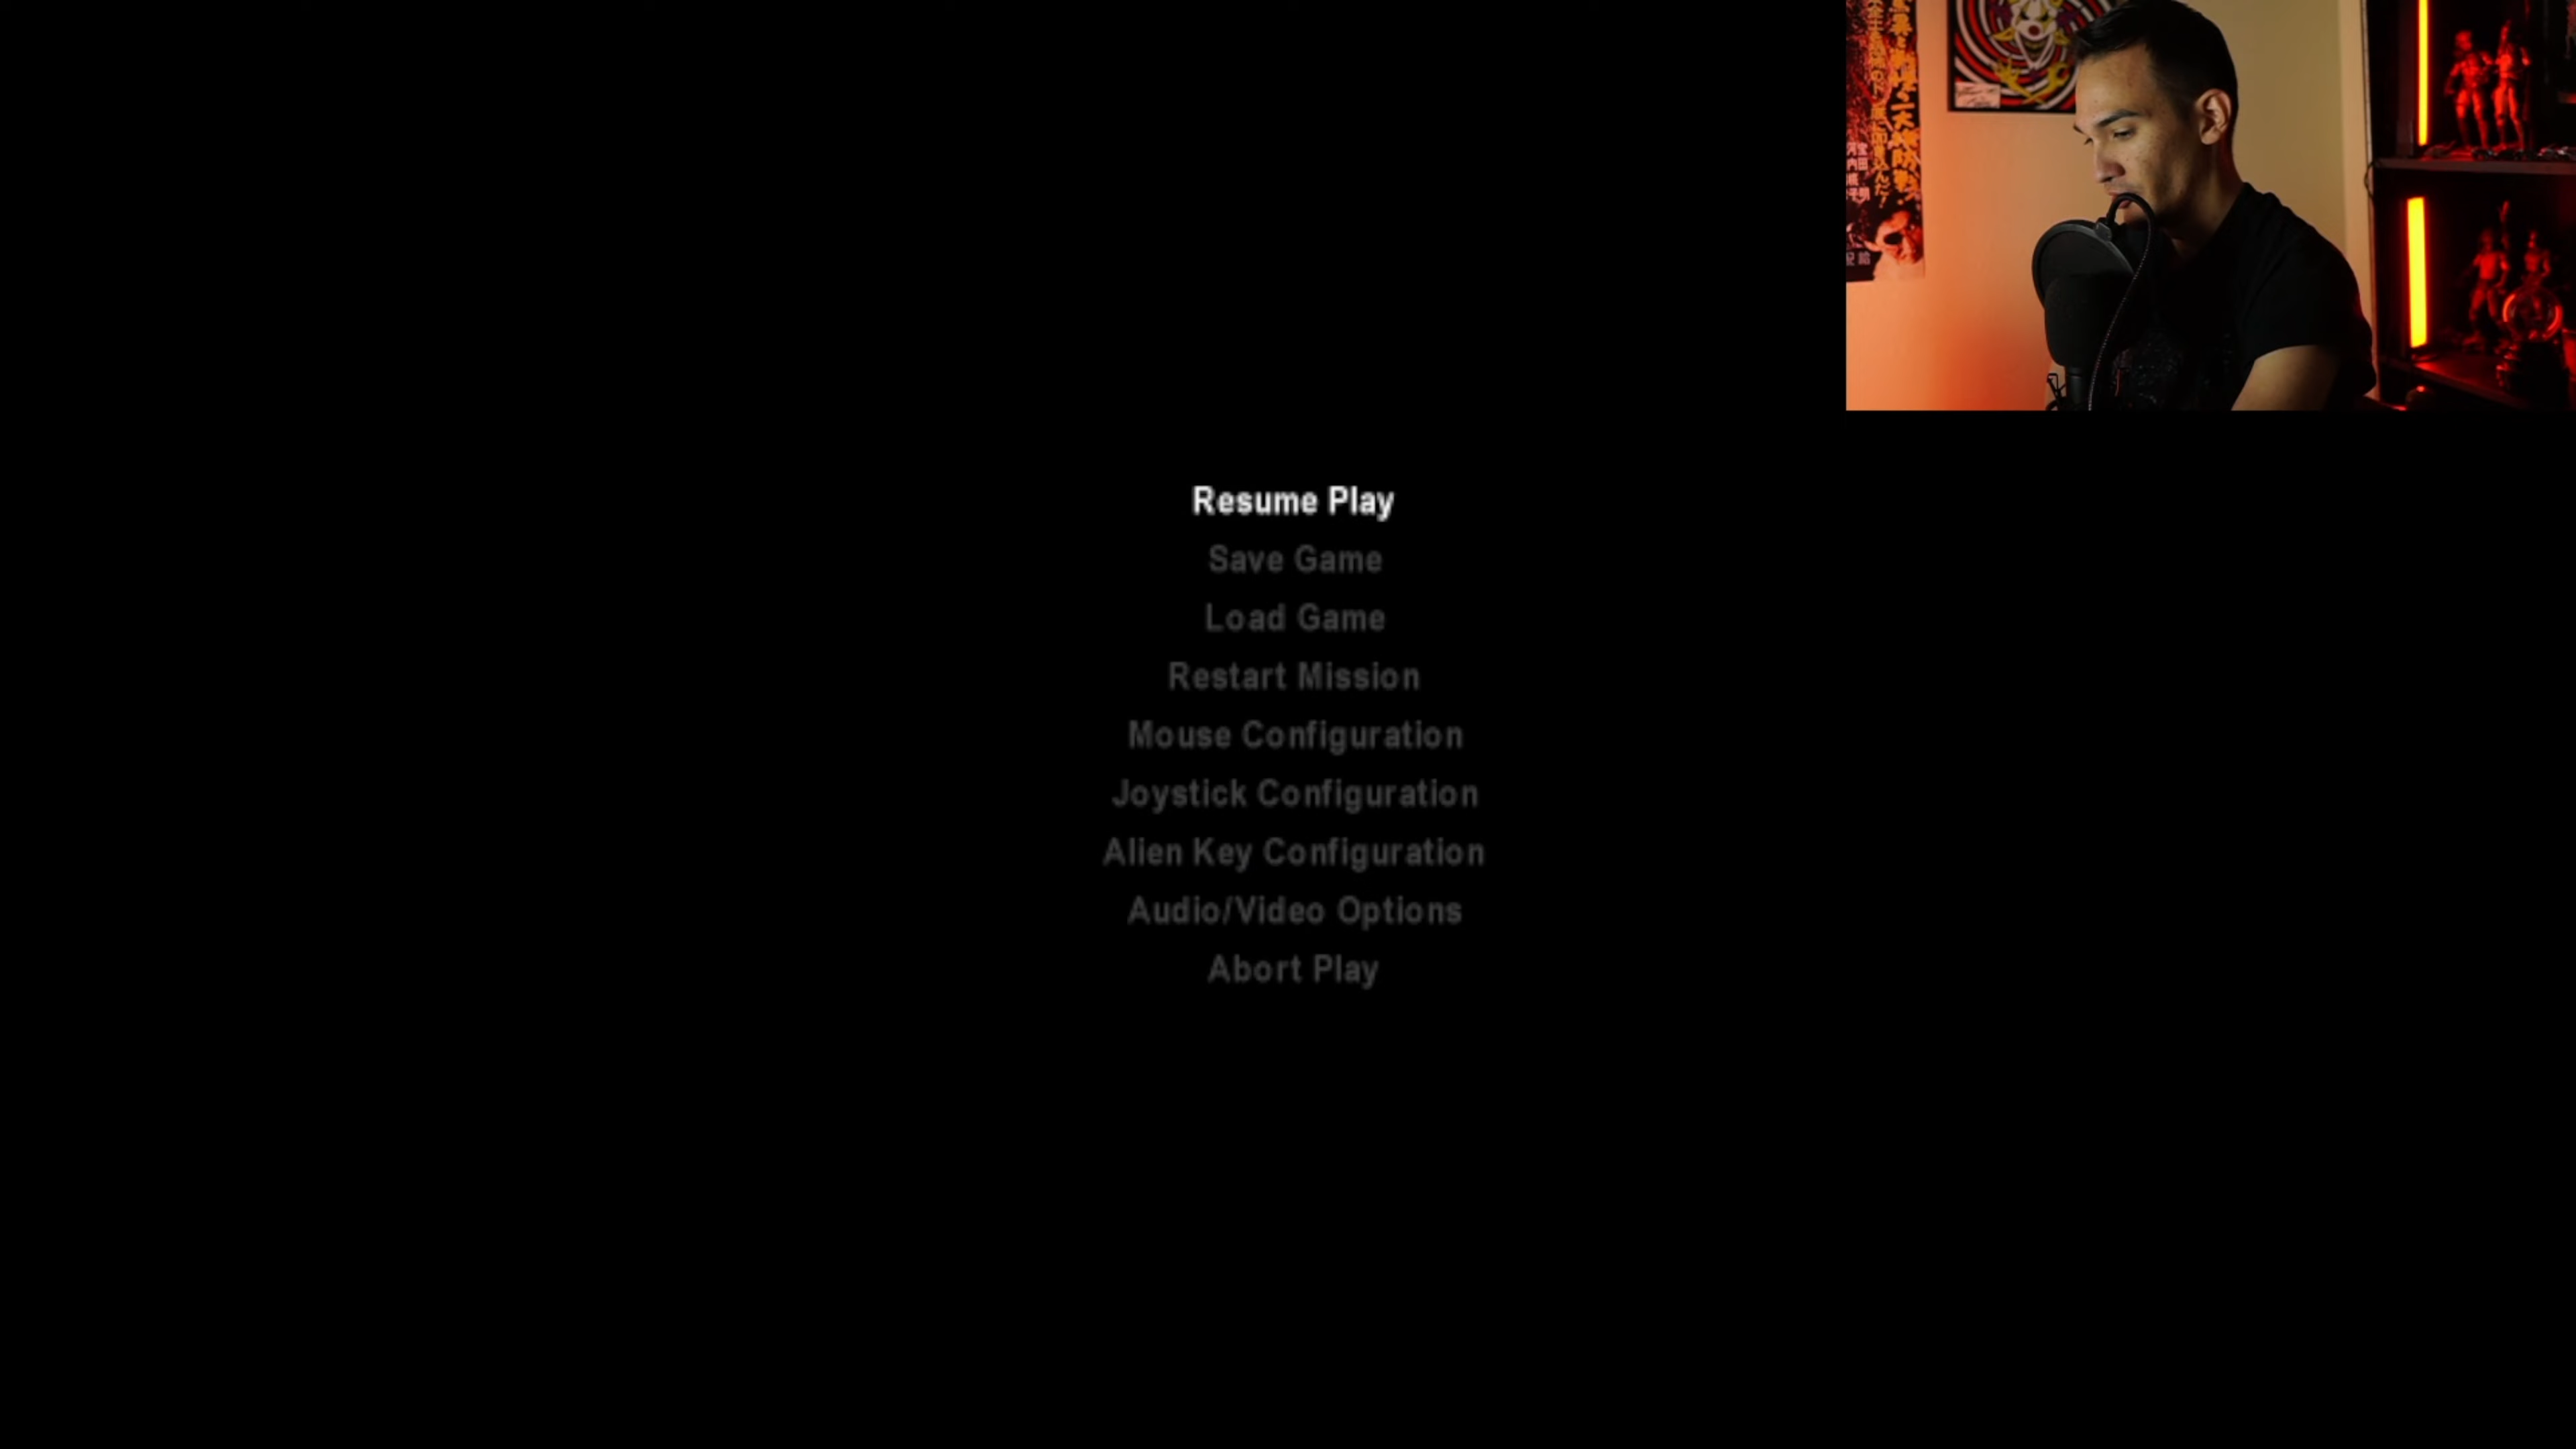 Resume Play
Save Game
Load Game
Restart Mission
Mouse Configuration
Joystick Configuration
Alien Key Configuration
Audio/Video Options
Abort Play